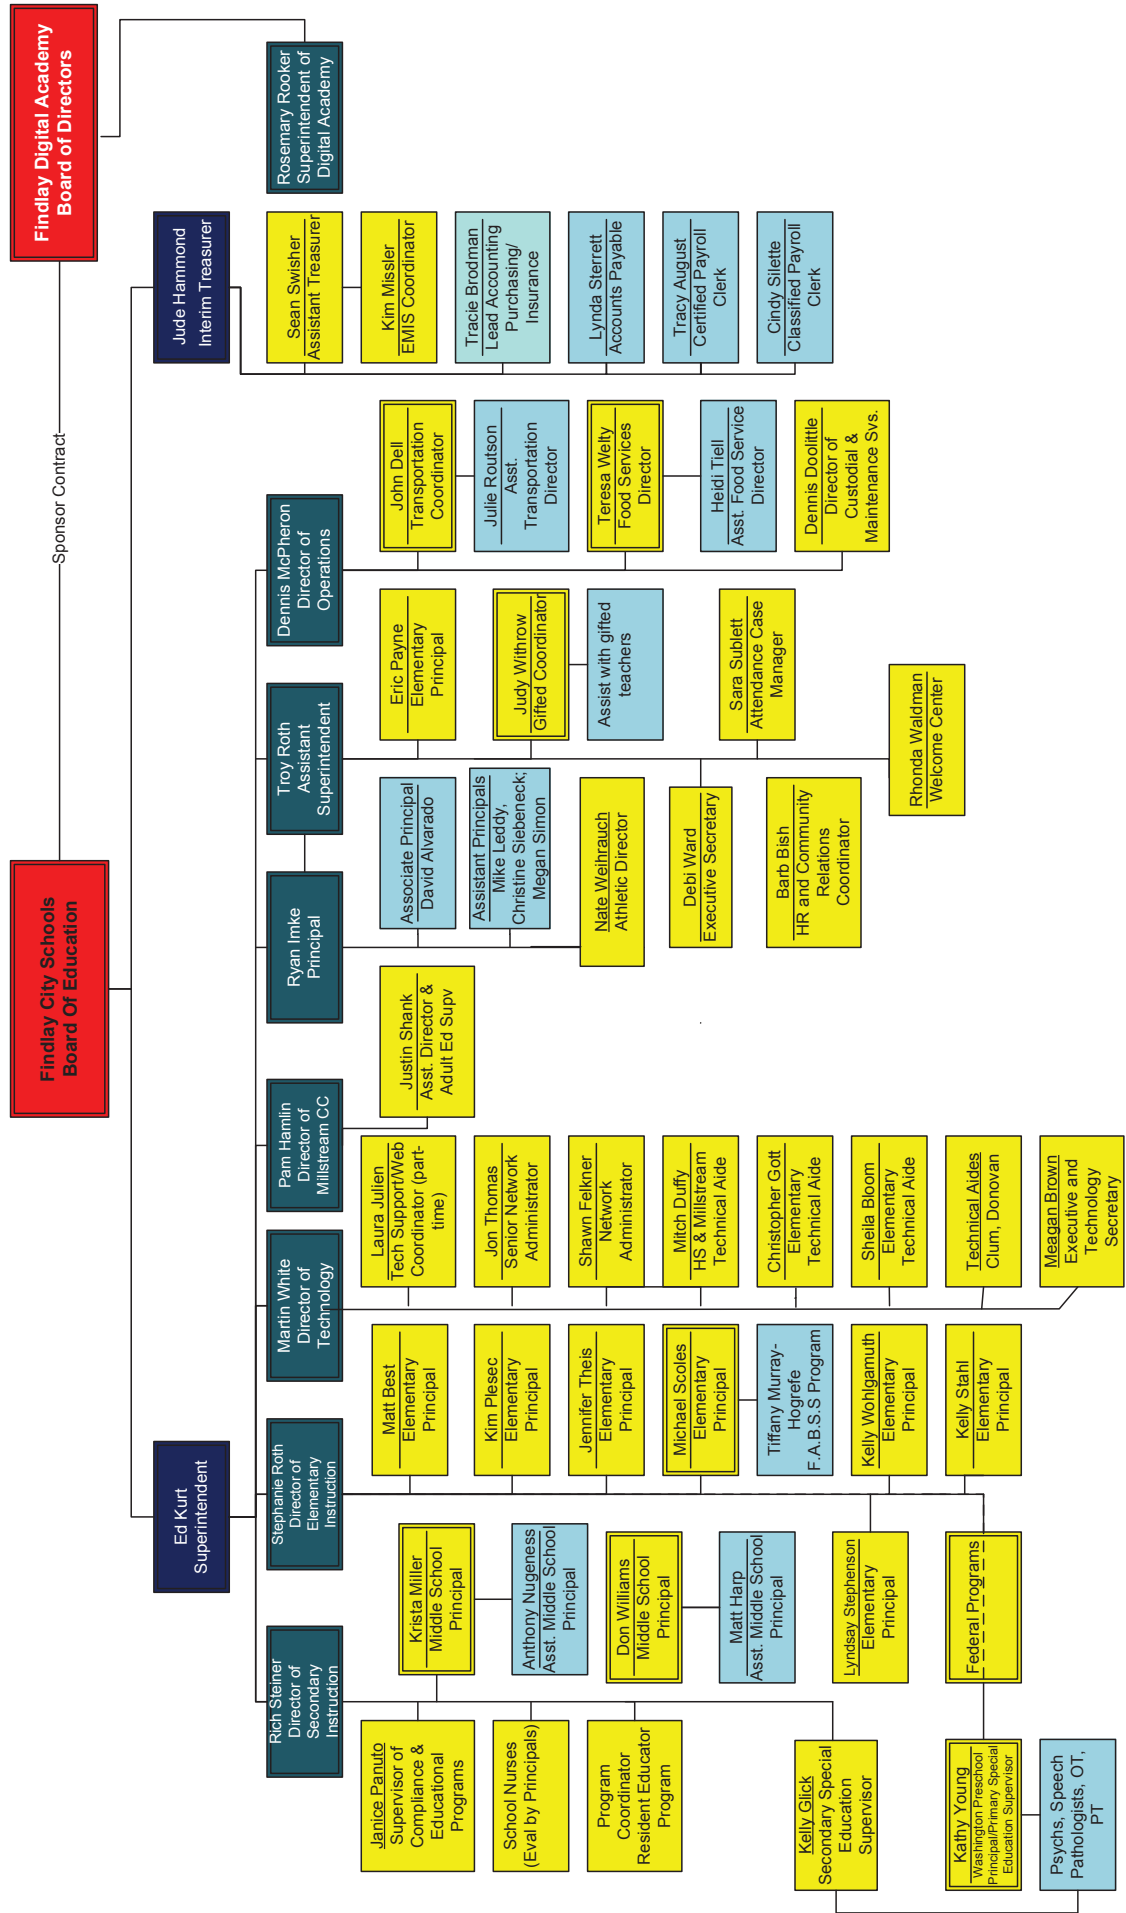 Findlay City Schools
Board Of Education
Sponsor Contract
Findlay Digital Academy
Board of Directors
Ed Kurt
Superintendent
Jude Hammond
Interim Treasurer
Rich Steiner
Director of
Secondary
Instruction
Stephanie Roth
Director of
Elementary
Instruction
Martin White
Director of
Technology
Pam Hamlin
Director of
Millstream CC
Ryan Imke
Principal
Troy Roth
Assistant
Superintendent
Dennis McPheron
Director of
Operations
Rosemary Rooker
Superintendent of
Digital Academy
Janice Panuto
Supervisor of
Compliance &
Educational
Programs
School Nurses
(Eval by Principals)
Program
Coordinator
Resident Educator
Program
Kelly Glick
Secondary Special
Education
Supervisor
Kathy Young
Washington Preschool
Principal/Primary Special
Education Supervisor
Psychs, Speech
Pathologists, OT,
PT
Krista Miller
Middle School
Principal
Anthony Nugeness
Asst. Middle School
Principal
Don Williams
Middle School
Principal
Matt Harp
Asst. Middle School
Principal
Lyndsay Stephenson
Elementary
Principal
Federal Programs
Matt Best
Elementary
Principal
Kim Plesec
Elementary
Principal
Jennifer Theis
Elementary
Principal
Michael Scoles
Elementary
Principal
Tiffany Murray-
Hogrefe
F.A.B.S.S Program
Kelly Wohlgamuth
Elementary
Principal
Kelly Stahl
Elementary
Principal
Laura Julien
Tech Support/Web
Coordinator (part-
time)
Jon Thomas
Senior Network
Administrator
Shawn Felkner
Network
Administrator
Mitch Duffy
HS & Millstream
Technical Aide
Christopher Gott
Elementary
Technical Aide
Sheila Bloom
Elementary
Technical Aide
Technical Aides
Clum, Donovan
Meagan Brown
Executive and
Technology
Secretary
Justin Shank
Asst. Director &
Adult Ed Supv
Associate Principal
David Alvarado
Assistant Principals
Mike Leddy,
Christine Siebeneck;
Megan Simon
Nate Weihrauch
Athletic Director
Debi Ward
Executive Secretary
Barb Bish
HR and Community
Relations
Coordinator
Eric Payne
Elementary
Principal
Judy Withrow
Gifted Coordinator
Assist with gifted
teachers
Sara Sublett
Attendance Case
Manager
Rhonda Waldman
Welcome Center
John Dell
Transportation
Coordinator
Julie Routson
Asst.
Transportation
Director
Teresa Welty
Food Services
Director
Heidi Tiell
Asst. Food Service
Director
Dennis Doolittle
Director of
Custodial &
Maintenance Svs.
Sean Swisher
Assistant Treasurer
Kim Missler
EMIS Coordinator
Tracie Brodman
Lead Accounting
Purchasing/
Insurance
Lynda Sterrett
Accounts Payable
Tracy August
Certified Payroll
Clerk
Cindy Silette
Classified Payroll
Clerk